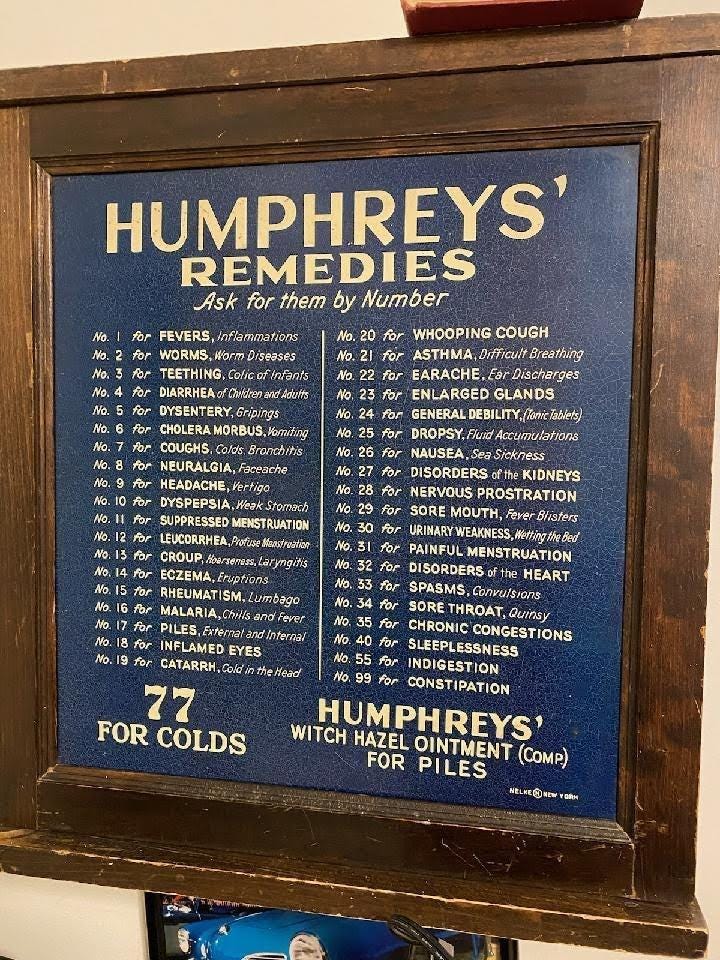 HUMPHREYS'
REMEDIES
Ask for them by Number
No. 1 for FEVERS, Inflammations
No. 2 for WORMS, Worm Diseases
No. 3 for TEETHING, Colic of Infants
No. 4 for DIARRHEA of Children and Adults
No. 5 for DYSENTERY, Gripings
No. 6 for CHOLERA MORBUS, Vomiting
No. 7 for COUGHS, Colds Bronchitis
No. 8 for NEURALGIA, Faceache
No. 9 for HEADACHE, Vertigo
No. 10 for DYSPEPSIA, Weak Stomach
No. 11 for SUPPRESSED MENSTRUATION
No. 12 for LEUCORRHEA, Profuse Menstruation
No. 13 for CROUP, Hoarseness, Laryngitis
No. 14 for ECZEMA, Eruptions
No. 15 for RHEUMATISM, Lumbago
No. 16 for MALARIA, Chills and Fever
No. 17 for PILES, External and Internal
No. 18 for INFLAMED EYES
No. 19 for CATARRH, Cold in the Head
No. 20 for WHOOPING COUGH
No. 21 for ASTHMA, Difficult Breathing
No. 22 for EARACHE, Ear Discharges
No. 23 for ENLARGED GLANDS
No. 24 for GENERAL DEBILITY, (Tonic Tablets)
No. 25 for DROPSY, Fluid Accumulations
No. 26 for NAUSEA, Sea Sickness
No. 27 for DISORDERS of the KIDNEYS
No. 28 for NERVOUS PROSTRATION
No. 29 for SORE MOUTH, Fever Blisters
No. 30 for URINARY WEAKNESS, Wetting the Bed
No. 31 for PAINFUL MENSTRUATION
No. 32 for DISORDERS of the HEART
No. 33 for SPASMS, Convulsions
No. 34 for SORE THROAT, Quinsy
No. 35 for CHRONIC CONGESTIONS
No. 40 for SLEEPLESSNESS
No. 55 for INDIGESTION
No. 99 for CONSTIPATION
77
FOR COLDS
HUMPHREYS'
WITCH HAZEL OINTMENT (COMP.)
FOR PILES
NELKE NEW YORK